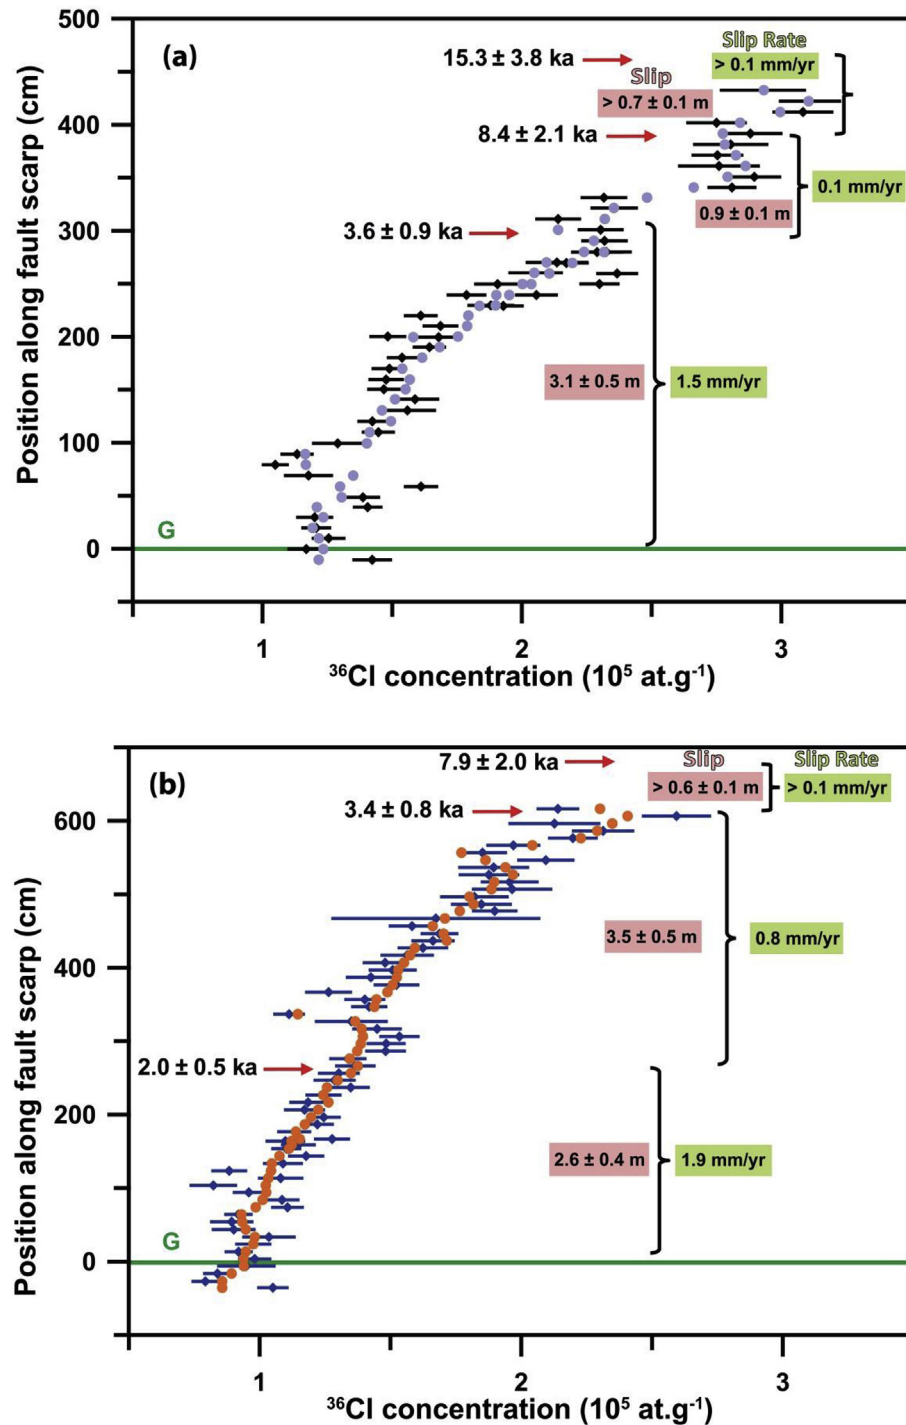 (a)
500
400
300
200
100
0
Position along fault scarp (cm)
15.3 ± 3.8 ka
Slip
> 0.7 ± 0.1 m
Slip Rate
> 0.1 mm/yr
8.4 ± 2.1 ka
0.9 ± 0.1 m
0.1 mm/yr
3.6 ± 0.9 ka
3.1 ± 0.5 m
1.5 mm/yr
G
1 2 3
³⁶Cl concentration (10⁵ at.g⁻¹)
(b)
600
400
200
0
Position along fault scarp (cm)
7.9 ± 2.0 ka
Slip
> 0.6 ± 0.1 m
Slip Rate
> 0.1 mm/yr
3.4 ± 0.8 ka
3.5 ± 0.5 m
0.8 mm/yr
2.0 ± 0.5 ka
2.6 ± 0.4 m
1.9 mm/yr
G
1 2 3
³⁶Cl concentration (10⁵ at.g⁻¹)